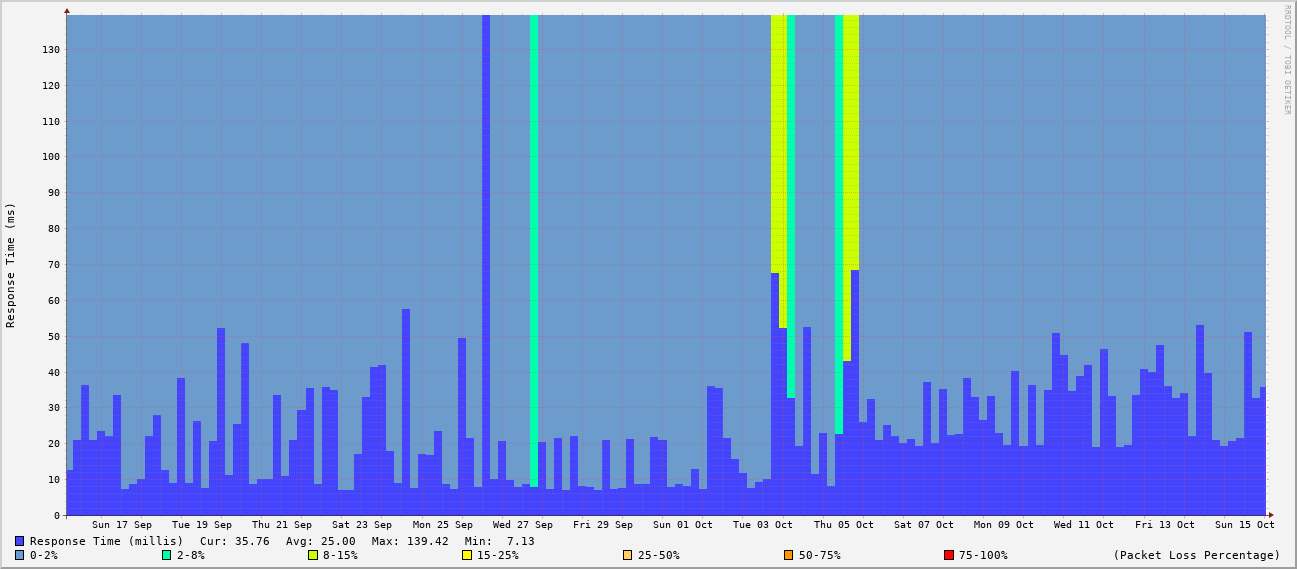 RRDTOOL / TOBI OETIKER
Response Time (ms)
130
120
110
100
90
80
70
60
50
40
30
20
10
0
Sun 17 Sep Tue 19 Sep Thu 21 Sep Sat 23 Sep Mon 25 Sep Wed 27 Sep Fri 29 Sep Sun 01 Oct Tue 03 Oct Thu 05 Oct Sat 07 Oct Mon 09 Oct Wed 11 Oct Fri 13 Oct Sun 15 Oct
Response Time (millis) Cur: 35.76 Avg: 25.00 Max: 139.42 Min: 7.13
0-2% 2-8% 8-15% 15-25% 25-50% 50-75% 75-100% (Packet Loss Percentage)